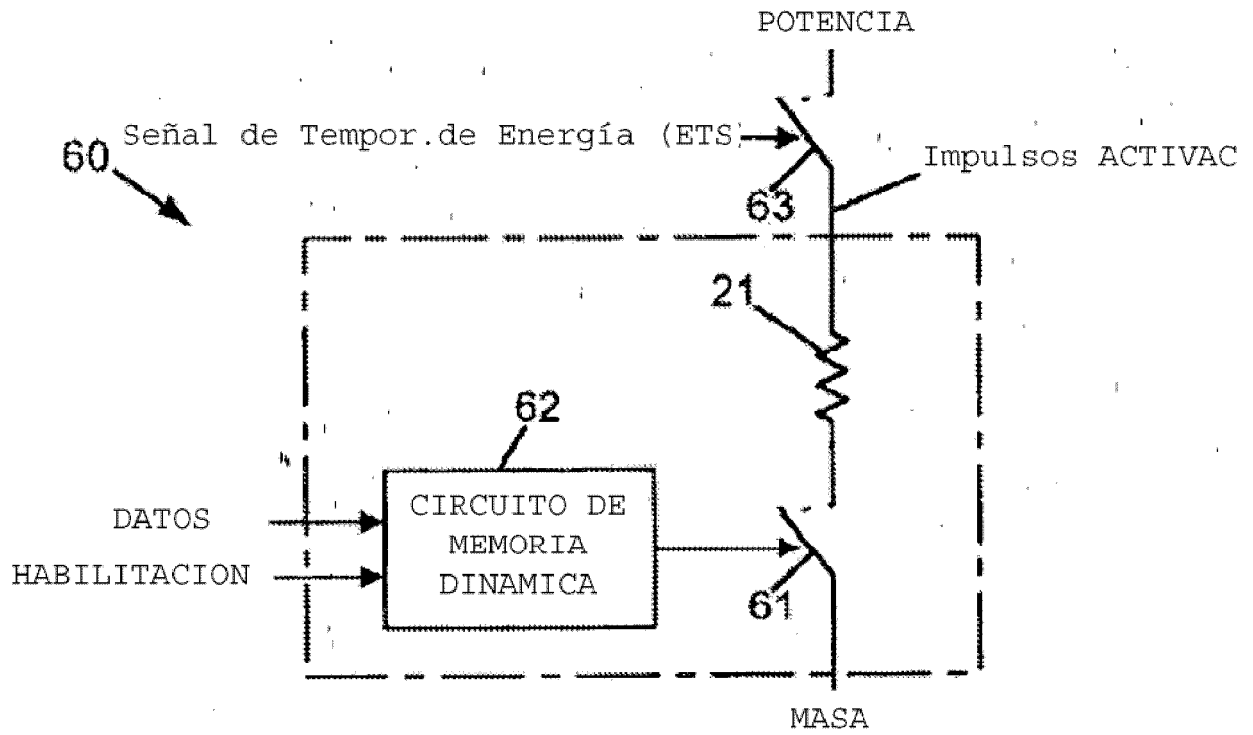 POTENCIA
Señal de Tempor.de Energía (ETS
60
63
Impulsos ACTIVAC
21
62
CIRCUITO DE
MEMORIA
DINAMICA
DATOS
HABILITACION
61
MASA